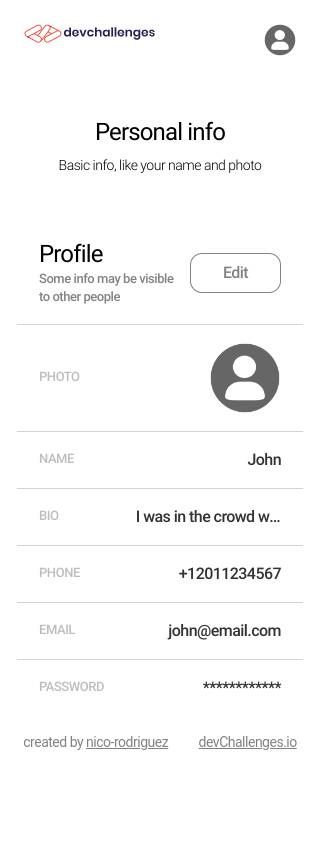 devchallenges
Personal info
Basic info, like your name and photo
Profile
Some info may be visible
to other people
Edit
PHOTO
NAME John
BIO I was in the crowd w...
PHONE +12011234567
EMAIL john@email.com
PASSWORD ************
created by nico-rodriguez devChallenges.io